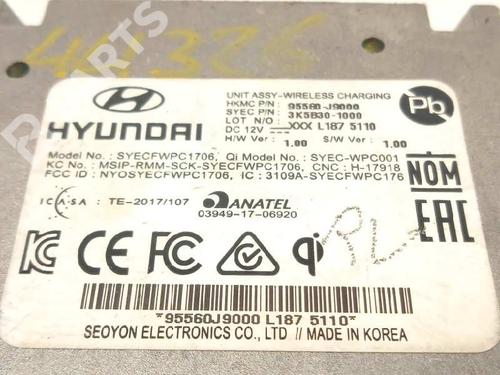 UNIT ASSY-WIRELESS CHARGING
HKMC P/N : 95560-J9000
SYEC P/N : 3K5B30-1000
LOT N/O : XXX L187 5110
DC 12V
H/W Ver : 1.00 S/W Ver : 1.00
Pb
HYUNDAI
Model No : SYECFWPC1706, Qi Model No : SYEC-WPC001
KC No : MSIP-RMM-SCK-SYECFWPC1706, CNC : H-17918
FCC ID : NYOSYECFWPC1706, IC : 3109A-SYECFWPC176
NOM
ICASA TE-2017/107
ANATEL
03949-17-06920
EAC
KC CE FC qi
*95560J9000 L187 5110*
SEOYON ELECTRONICS CO., LTD // MADE IN KOREA